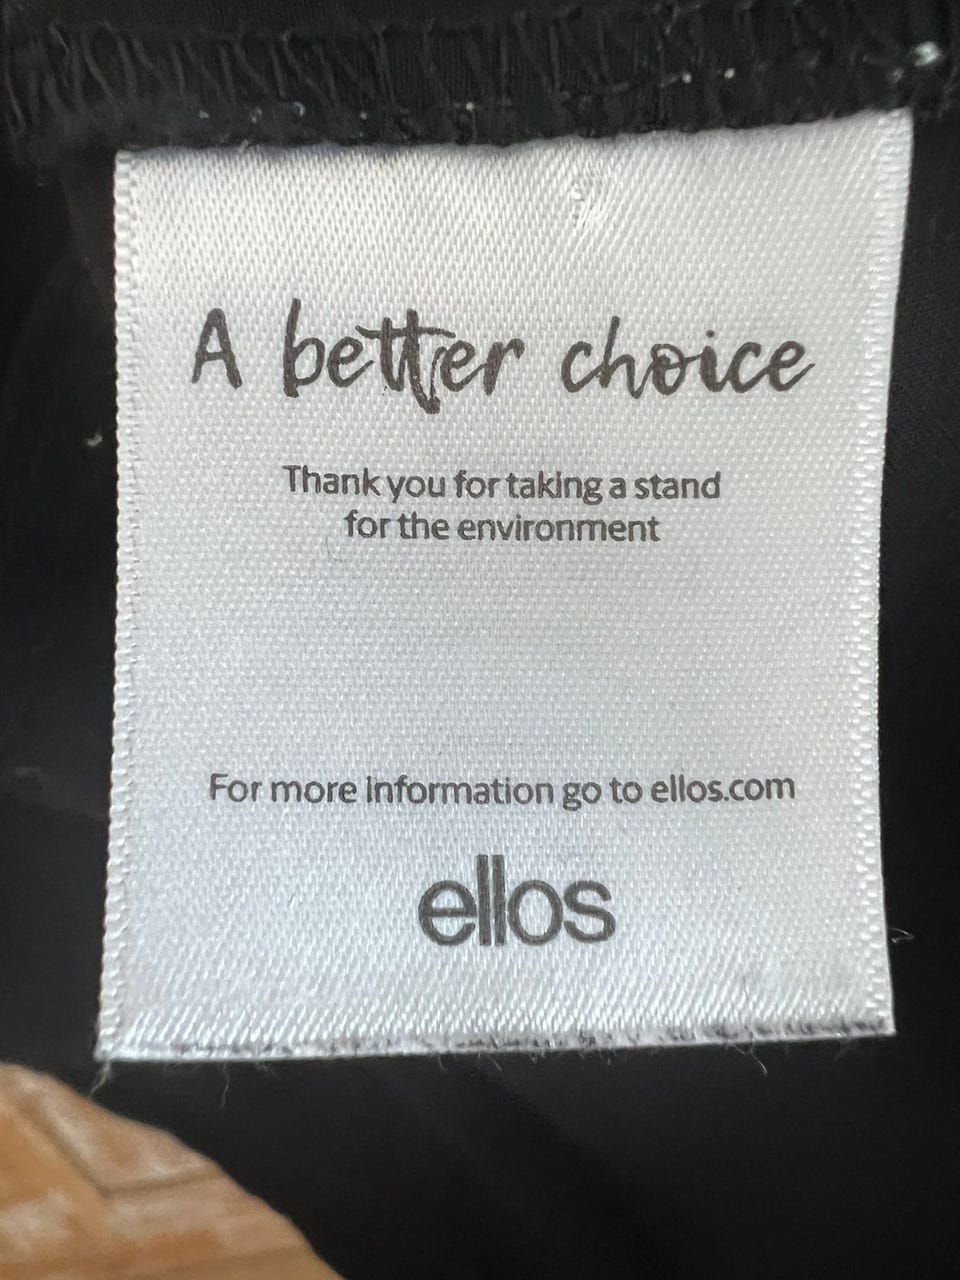 A better choice
Thank you for taking a stand
for the environment
For more information go to ellos.com
ellos